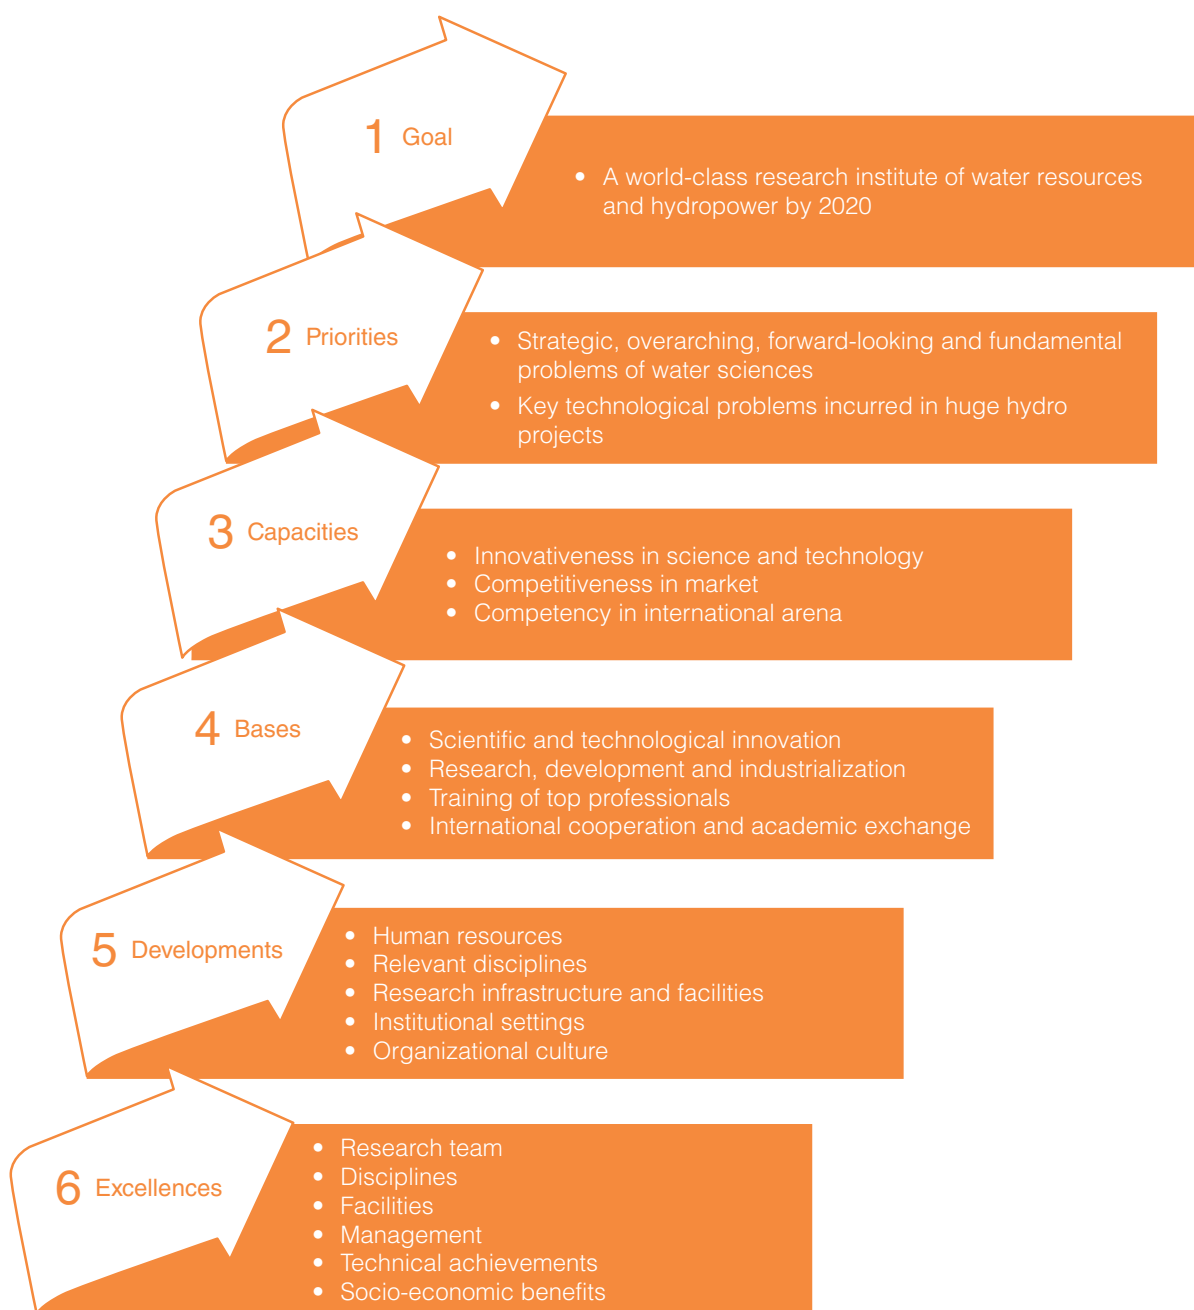 1 Goal
• A world-class research institute of water resources
and hydropower by 2020
2 Priorities
• Strategic, overarching, forward-looking and fundamental
problems of water sciences
• Key technological problems incurred in huge hydro
projects
3 Capacities
• Innovativeness in science and technology
• Competitiveness in market
• Competency in international arena
4 Bases
• Scientific and technological innovation
• Research, development and industrialization
• Training of top professionals
• International cooperation and academic exchange
5 Developments
• Human resources
• Relevant disciplines
• Research infrastructure and facilities
• Institutional settings
• Organizational culture
6 Excellences
• Research team
• Disciplines
• Facilities
• Management
• Technical achievements
• Socio-economic benefits